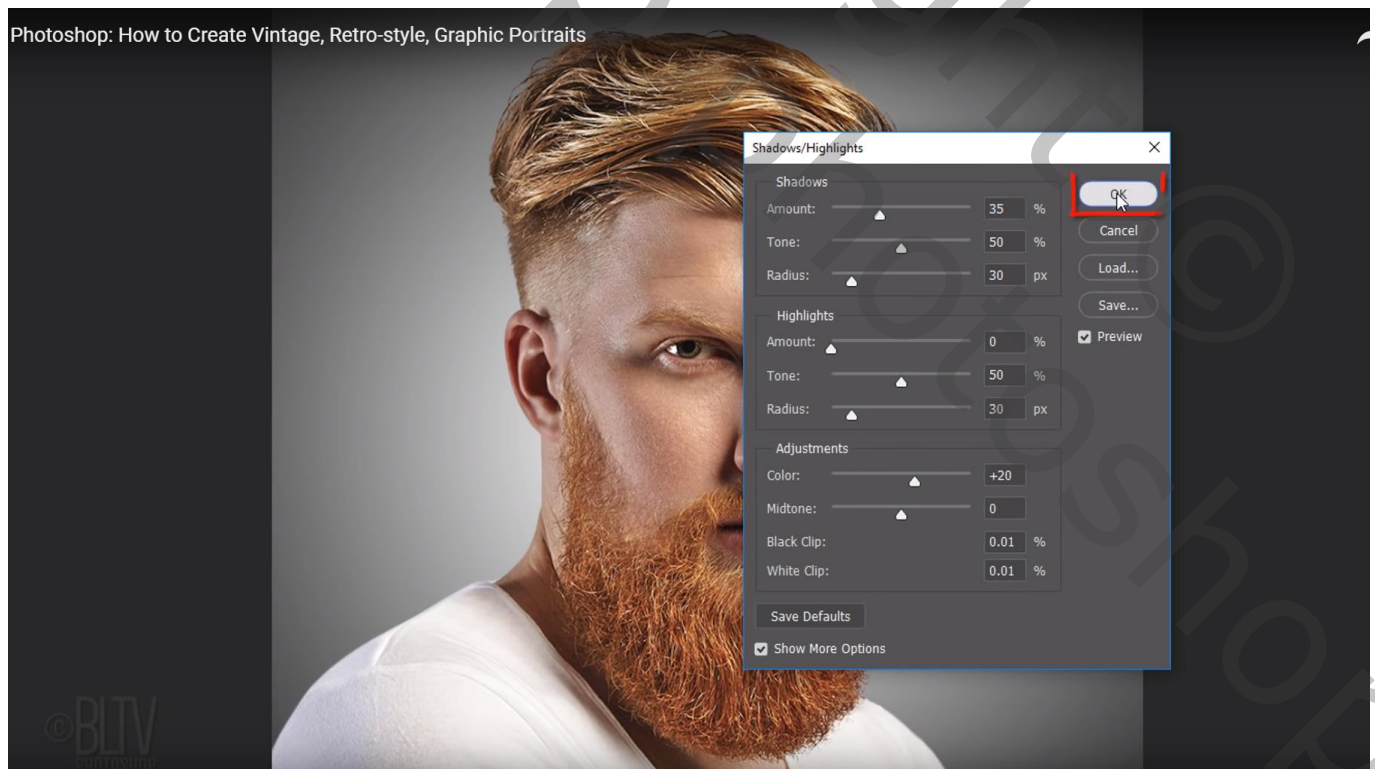 Photoshop: How to Create Vintage, Retro-style, Graphic Portraits
Shadows/Highlights
Shadows
Amount: 35 %
Tone: 50 %
Radius: 30 px
Highlights
Amount: 0 %
Tone: 50 %
Radius: 30 px
Adjustments
Color: +20
Midtone: 0
Black Clip: 0.01 %
White Clip: 0.01 %
Save Defaults
Show More Options
OK
Cancel
Load...
Save...
Preview
©BLTV
PHOTOSHOP